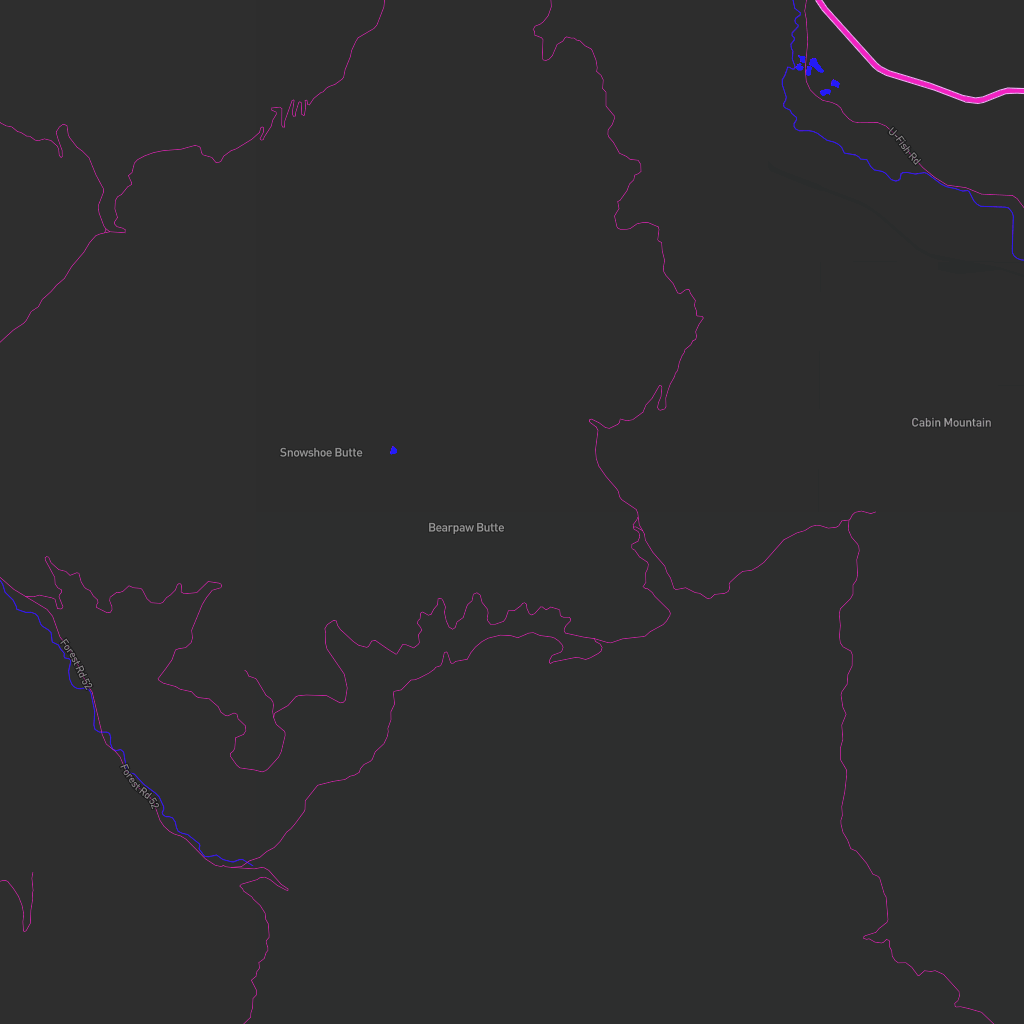 U-Fish Rd
Cabin Mountain
Snowshoe Butte
Bearpaw Butte
Forest Rd 52
Forest Rd 52